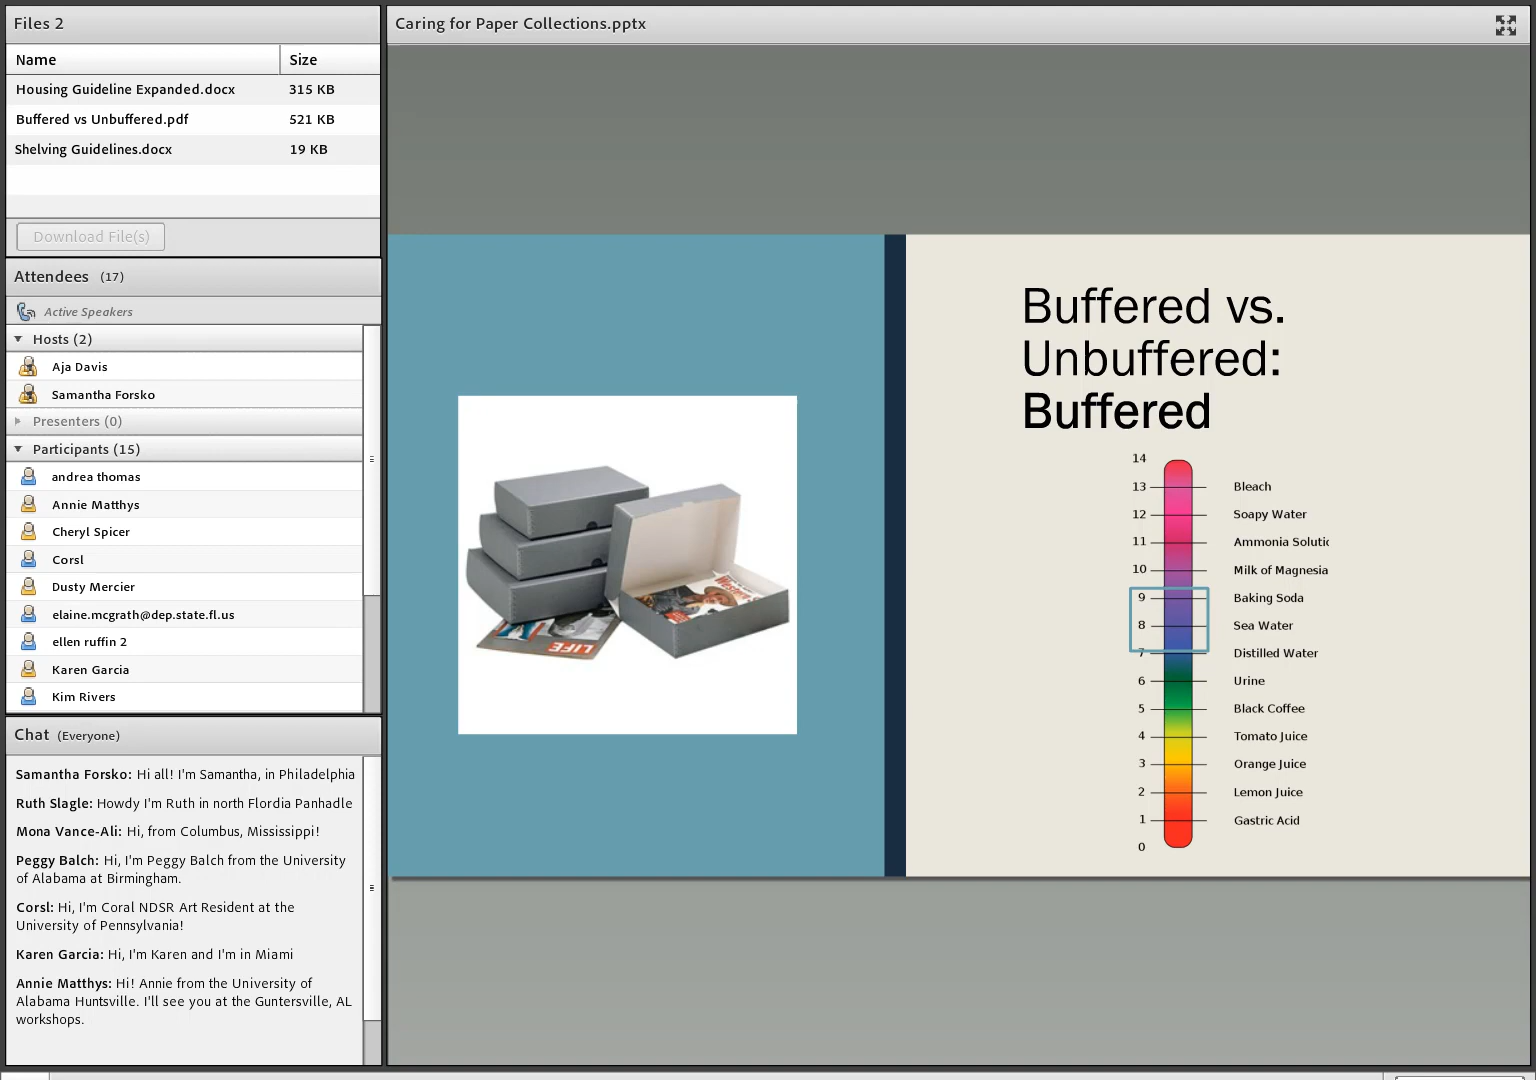 Files 2
Name Size
Housing Guideline Expanded.docx 315 KB
Buffered vs Unbuffered.pdf 521 KB
Shelving Guidelines.docx 19 KB
Download File(s)
Attendees (17)
Active Speakers
Hosts (2)
Aja Davis
Samantha Forsko
Presenters (0)
Participants (15)
andrea thomas
Annie Matthys
Cheryl Spicer
Corsl
Dusty Mercier
elaine.mcgrath@dep.state.fl.us
ellen ruffin 2
Karen Garcia
Kim Rivers
Chat (Everyone)
Samantha Forsko: Hi all! I'm Samantha, in Philadelphia
Ruth Slagle: Howdy I'm Ruth in north Flordia Panhadle
Mona Vance-Ali: Hi, from Columbus, Mississippi!
Peggy Balch: Hi, I'm Peggy Balch from the University
of Alabama at Birmingham.
Corsl: Hi, I'm Coral NDSR Art Resident at the
University of Pennsylvania!
Karen Garcia: Hi, I'm Karen and I'm in Miami
Annie Matthys: Hi! Annie from the University of
Alabama Huntsville. I'll see you at the Guntersville, AL
workshops.
Caring for Paper Collections.pptx
LIFE
Buffered vs.
Unbuffered:
Buffered
14
13 Bleach
12 Soapy Water
11 Ammonia Solutic
10 Milk of Magnesia
9 Baking Soda
8 Sea Water
7 Distilled Water
6 Urine
5 Black Coffee
4 Tomato Juice
3 Orange Juice
2 Lemon Juice
1 Gastric Acid
0